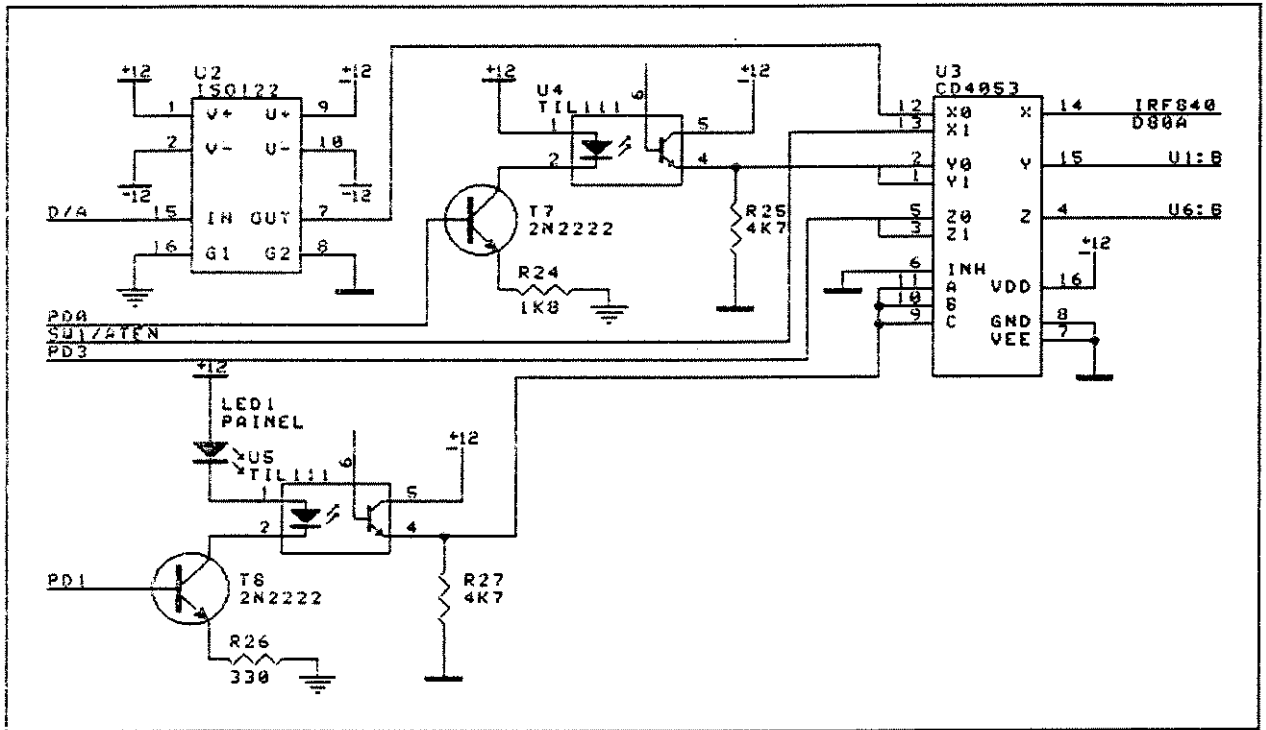 U2
ISO122
+12
+12
1 V+ U+ 9
2 V- U- 10
-12
-12
D/A 15 IN OUT 7
16 G1 G2 8
+12
U4
TIL111
6
+12
1
5
2
4
T7
2N2222
R24
1K8
R25
4K7
U3
CD4053
12 X0 X 14 IRF840
13 X1 D80A
2 Y0 Y 15 U1:B
1 Y1
5 Z0 Z 4 U6:B
3 Z1
+12
6 INH
11 A VDD 16
10 B
9 C GND 8
VEE 7
PD0
SW1/ATEN
PD3
+12
LED1
PAINEL
U5
TIL111
6
+12
1
5
2
4
PD1
T8
2N2222
R26
330
R27
4K7